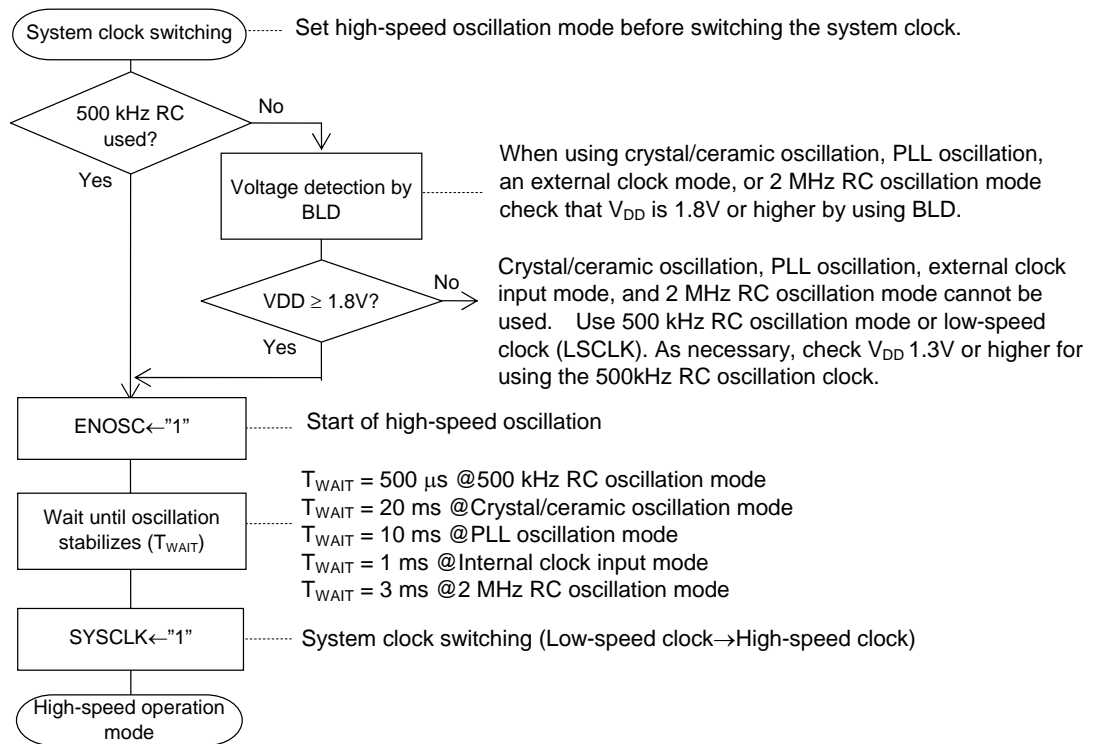 System clock switching
Set high-speed oscillation mode before switching the system clock.
500 kHz RC
used?
No
Yes
Voltage detection by
BLD
When using crystal/ceramic oscillation, PLL oscillation,
an external clock mode, or 2 MHz RC oscillation mode
check that VDD is 1.8V or higher by using BLD.
VDD ≥ 1.8V?
No
Yes
Crystal/ceramic oscillation, PLL oscillation, external clock
input mode, and 2 MHz RC oscillation mode cannot be
used. Use 500 kHz RC oscillation mode or low-speed
clock (LSCLK). As necessary, check VDD 1.3V or higher for
using the 500kHz RC oscillation clock.
ENOSC←"1"
Start of high-speed oscillation
Wait until oscillation
stabilizes (TWAIT)
TWAIT = 500 μs @500 kHz RC oscillation mode
TWAIT = 20 ms @Crystal/ceramic oscillation mode
TWAIT = 10 ms @PLL oscillation mode
TWAIT = 1 ms @Internal clock input mode
TWAIT = 3 ms @2 MHz RC oscillation mode
SYSCLK←"1"
System clock switching (Low-speed clock→High-speed clock)
High-speed operation
mode